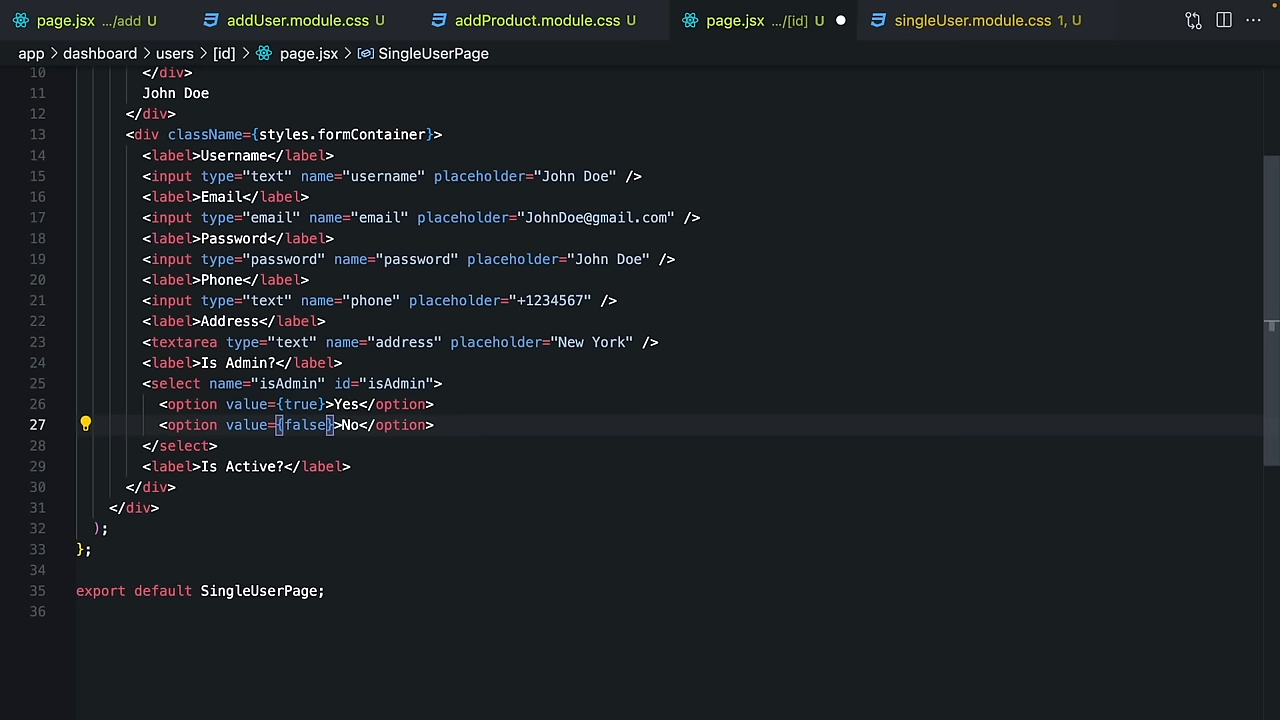 page.jsx .../add U addUser.module.css U addProduct.module.css U page.jsx .../[id] U singleUser.module.css 1, U
app > dashboard > users > [id] > page.jsx > SingleUserPage
10 </div>
11 John Doe
12 </div>
13 <div className={styles.formContainer}>
14 <label>Username</label>
15 <input type="text" name="username" placeholder="John Doe" />
16 <label>Email</label>
17 <input type="email" name="email" placeholder="JohnDoe@gmail.com" />
18 <label>Password</label>
19 <input type="password" name="password" placeholder="John Doe" />
20 <label>Phone</label>
21 <input type="text" name="phone" placeholder="+1234567" />
22 <label>Address</label>
23 <textarea type="text" name="address" placeholder="New York" />
24 <label>Is Admin?</label>
25 <select name="isAdmin" id="isAdmin">
26 <option value={true}>Yes</option>
27 <option value={false}>No</option>
28 </select>
29 <label>Is Active?</label>
30 </div>
31 </div>
32 );
33 };
34
35 export default SingleUserPage;
36